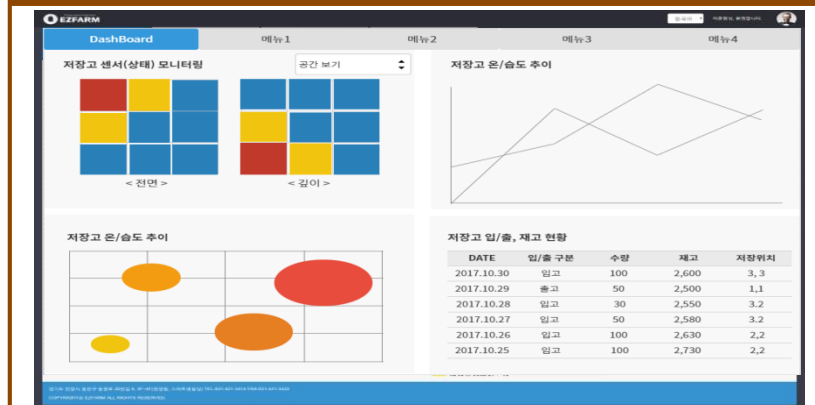 EZFARM
DashBoard 메뉴1 메뉴2 메뉴3 메뉴4
저장고 센서(상태) 모니터링 공간 보기
< 전면 > < 깊이 >
저장고 온/습도 추이
저장고 온/습도 추이
저장고 입/출, 재고 현황
DATE 입/출 구분 수량 재고 저장위치
2017.10.30 입고 100 2,600 3, 3
2017.10.29 출고 50 2,500 1,1
2017.10.28 입고 30 2,550 3.2
2017.10.27 입고 50 2,580 3.2
2017.10.26 입고 100 2,630 2,2
2017.10.25 입고 100 2,730 2,2
COPYRIGHT© EZFARM ALL RIGHTS RESERVED